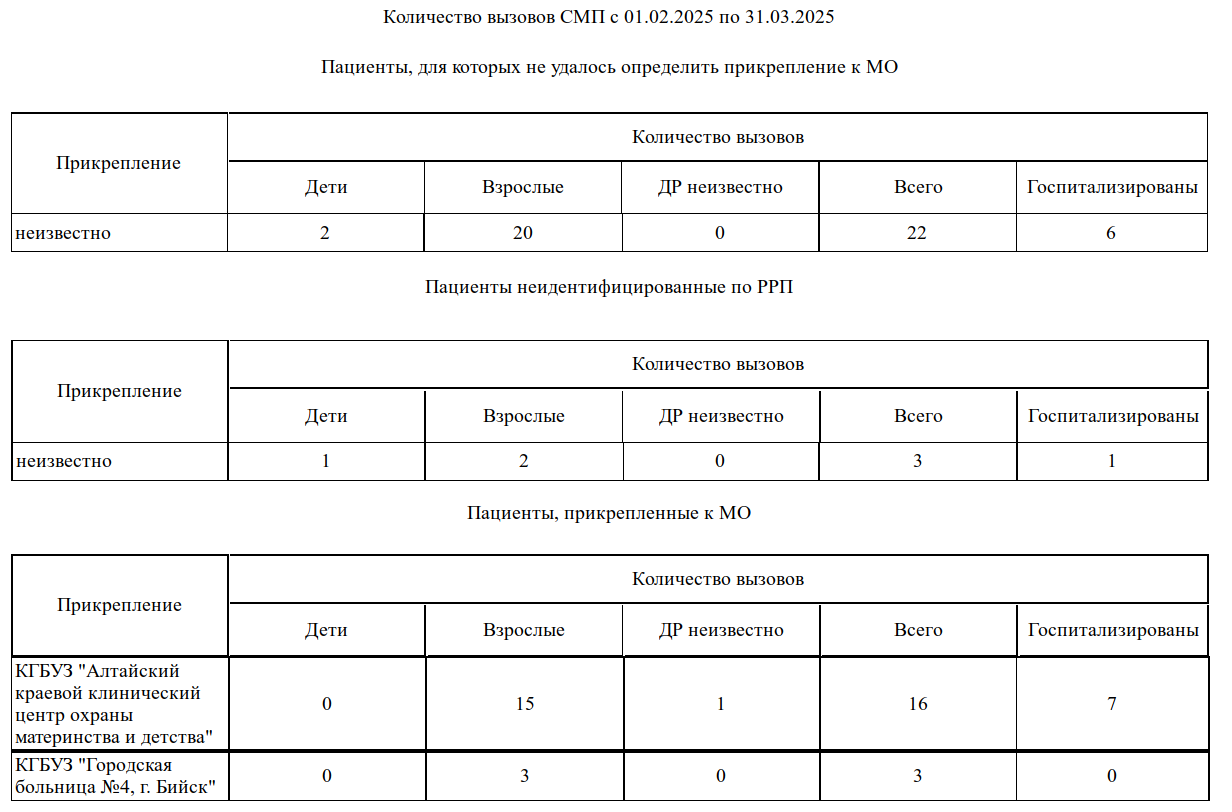 Количество вызовов СМП с 01.02.2025 по 31.03.2025
Пациенты, для которых не удалось определить прикрепление к МО
Прикрепление
Количество вызовов
Дети Взрослые ДР неизвестно Всего Госпитализированы
неизвестно 2 20 0 22 6
Пациенты неидентифицированные по РРП
Прикрепление
Количество вызовов
Дети Взрослые ДР неизвестно Всего Госпитализированы
неизвестно 1 2 0 3 1
Пациенты, прикрепленные к МО
Прикрепление
Количество вызовов
Дети Взрослые ДР неизвестно Всего Госпитализированы
КГБУЗ "Алтайский
краевой клинический
центр охраны
материнства и детства"
0 15 1 16 7
КГБУЗ "Городская
больница №4, г. Бийск"
0 3 0 3 0